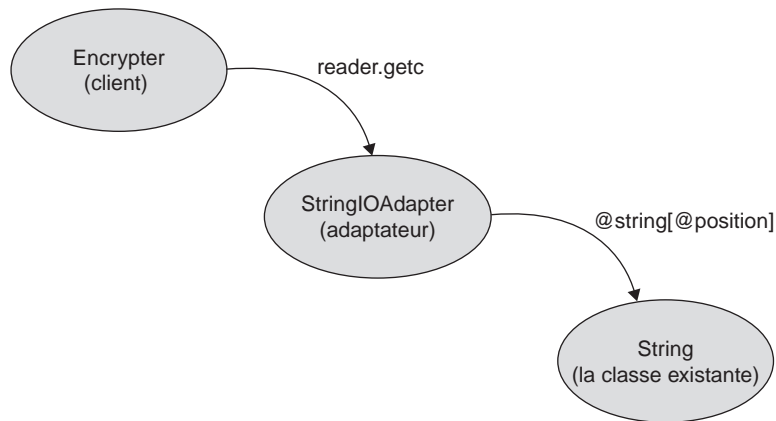 Encrypter
(client)
reader.getc
StringIOAdapter
(adaptateur)
@string[@position]
String
(la classe existante)